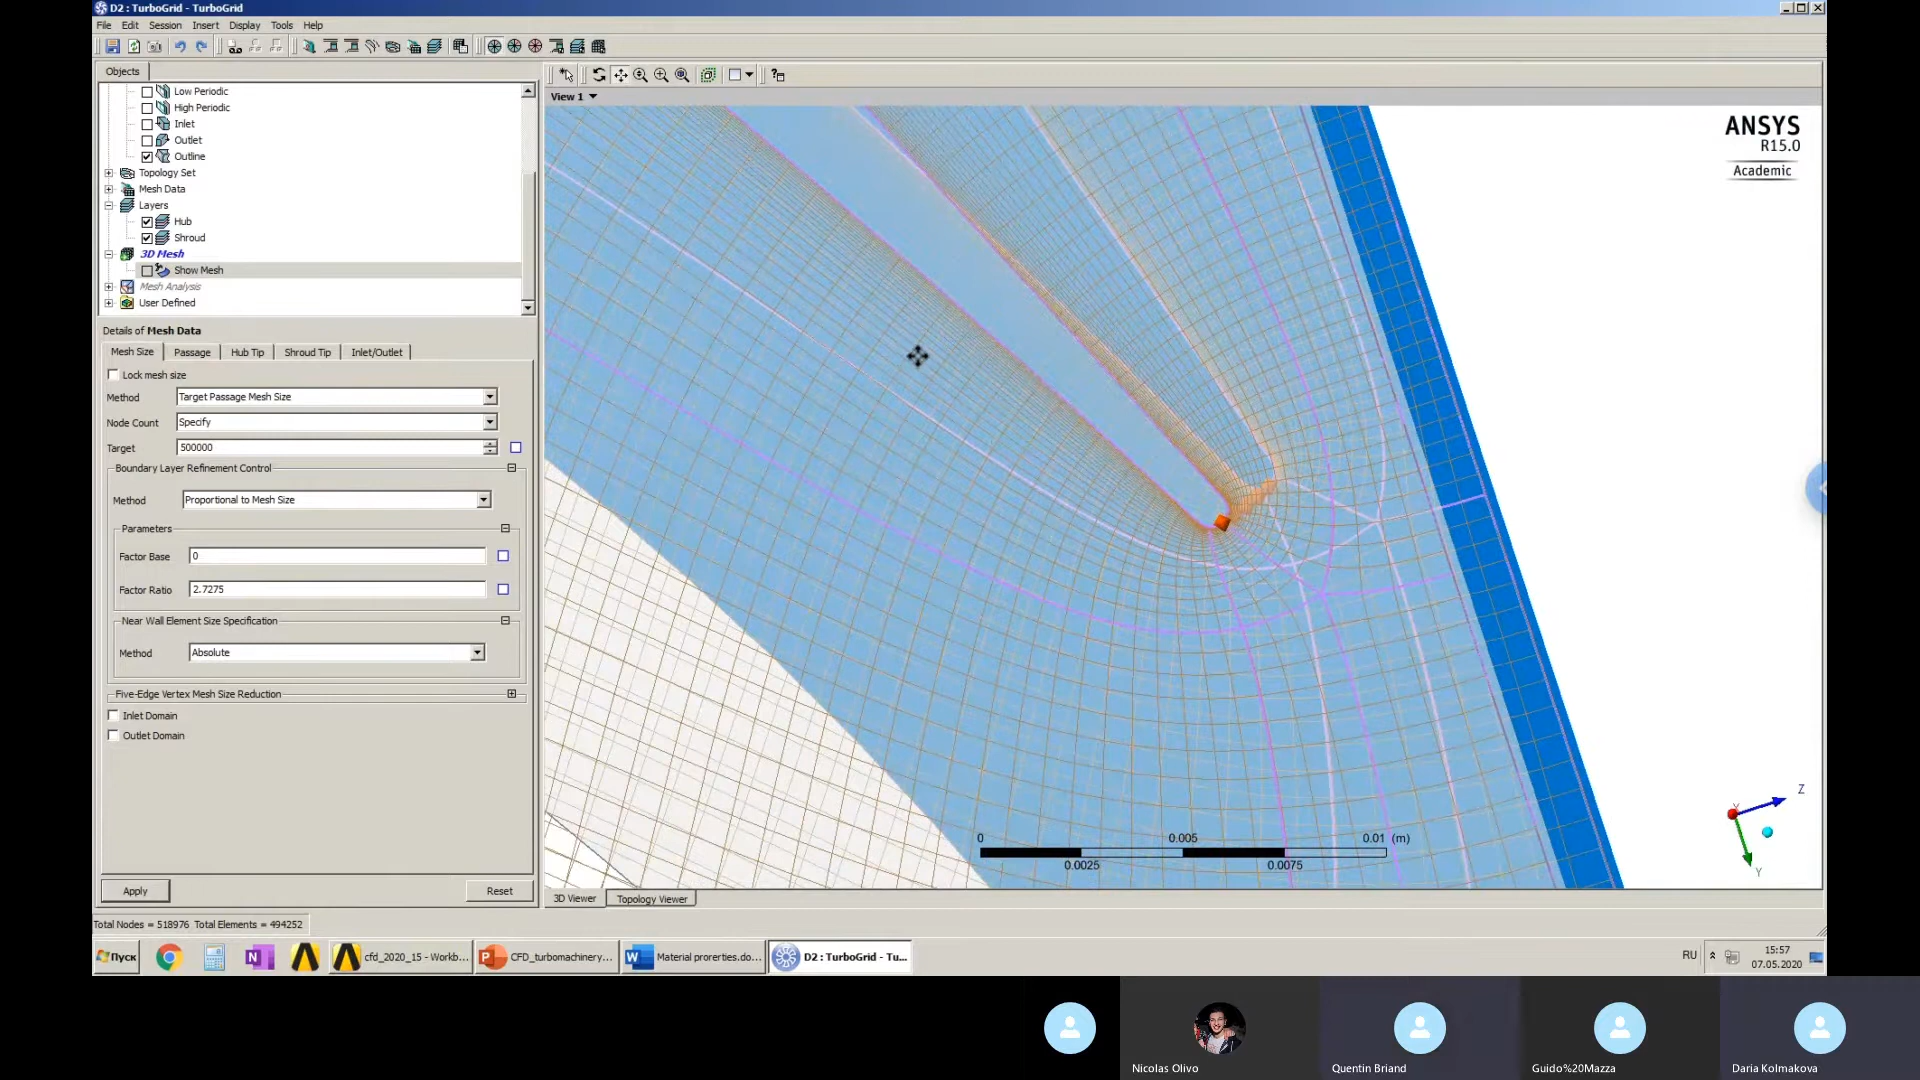 D2 : TurboGrid - TurboGrid
File Edit Session Insert Display Tools Help
Objects
View 1
Low Periodic
High Periodic
Inlet
Outlet
Outline
Topology Set
Mesh Data
Layers
Hub
Shroud
3D Mesh
Show Mesh
Mesh Analysis
User Defined
Details of Mesh Data
Mesh Size Passage Hub Tip Shroud Tip Inlet/Outlet
Lock mesh size
Method Target Passage Mesh Size
Node Count Specify
Target 500000
Boundary Layer Refinement Control
Method Proportional to Mesh Size
Parameters
Factor Base 0
Factor Ratio 2.7275
Near Wall Element Size Specification
Method Absolute
Five-Edge Vertex Mesh Size Reduction
Inlet Domain
Outlet Domain
Apply Reset
ANSYS
R15.0
Academic
0 0.005 0.01 (m)
0.0025 0.0075
X
Z
Y
3D Viewer Topology Viewer
Total Nodes = 518976 Total Elements = 494252
Пуск cfd_2020_15 - Workb... CFD_turbomachinery... Material prorerties.do... D2 : TurboGrid - Tu... RU 15:57
07.05.2020
Nicolas Olivo Quentin Briand Guido%20Mazza Daria Kolmakova